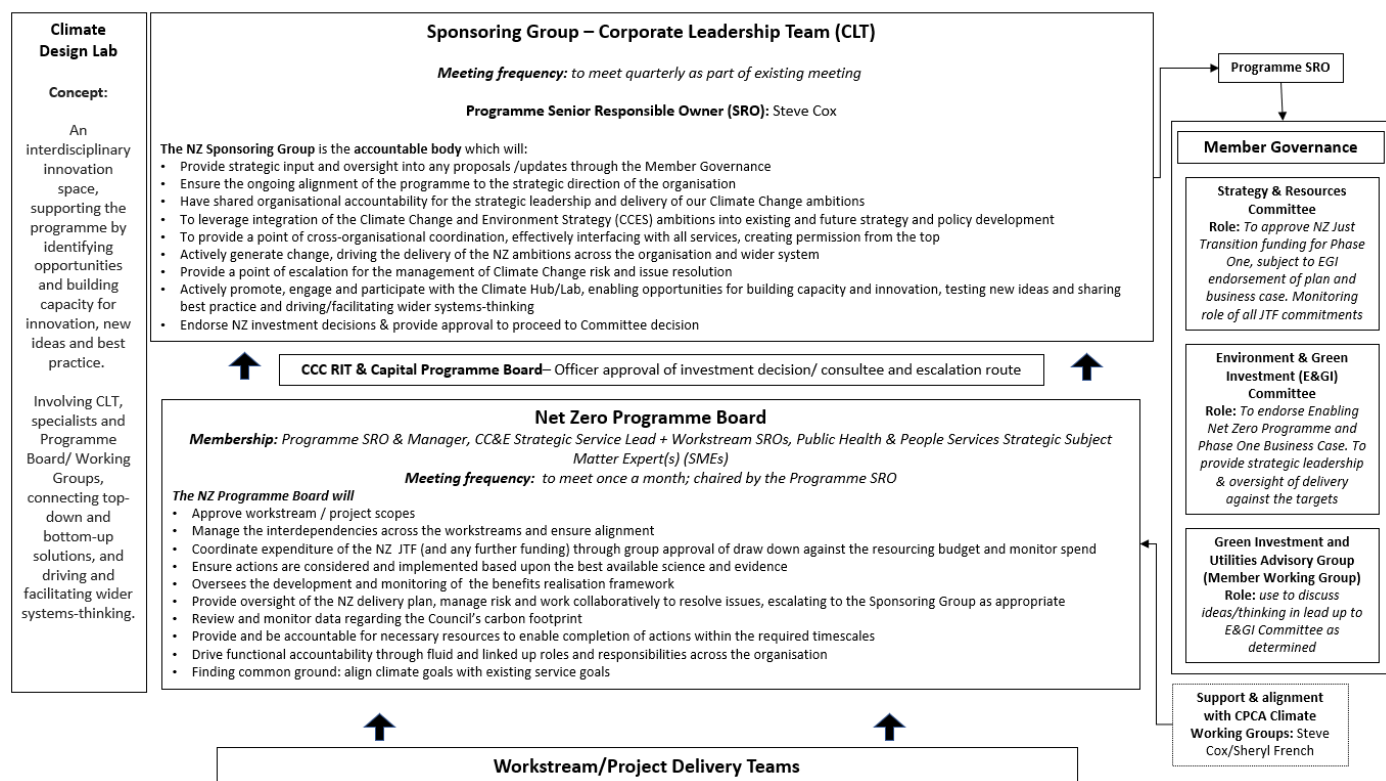 Climate
Design Lab
Concept:
An
interdisciplinary
innovation
space,
supporting the
programme by
identifying
opportunities
and building
capacity for
innovation, new
ideas and best
practice.
Involving CLT,
specialists and
Programme
Board/ Working
Groups,
connecting top-
down and
bottom-up
solutions, and
driving and
facilitating wider
systems-thinking.
Sponsoring Group – Corporate Leadership Team (CLT)
Meeting frequency: to meet quarterly as part of existing meeting
Programme Senior Responsible Owner (SRO): Steve Cox
The NZ Sponsoring Group is the accountable body which will:
• Provide strategic input and oversight into any proposals /updates through the Member Governance
• Ensure the ongoing alignment of the programme to the strategic direction of the organisation
• Have shared organisational accountability for the strategic leadership and delivery of our Climate Change ambitions
• To leverage integration of the Climate Change and Environment Strategy (CCES) ambitions into existing and future strategy and policy development
• To provide a point of cross-organisational coordination, effectively interfacing with all services, creating permission from the top
• Actively generate change, driving the delivery of the NZ ambitions across the organisation and wider system
• Provide a point of escalation for the management of Climate Change risk and issue resolution
• Actively promote, engage and participate with the Climate Hub/Lab, enabling opportunities for building capacity and innovation, testing new ideas and sharing
best practice and driving/facilitating wider systems-thinking
• Endorse NZ investment decisions & provide approval to proceed to Committee decision
CCC RIT & Capital Programme Board– Officer approval of investment decision/ consultee and escalation route
Net Zero Programme Board
Membership: Programme SRO & Manager, CC&E Strategic Service Lead + Workstream SROs, Public Health & People Services Strategic Subject
Matter Expert(s) (SMEs)
Meeting frequency: to meet once a month; chaired by the Programme SRO
The NZ Programme Board will
• Approve workstream / project scopes
• Manage the interdependencies across the workstreams and ensure alignment
• Coordinate expenditure of the NZ JTF (and any further funding) through group approval of draw down against the resourcing budget and monitor spend
• Ensure actions are considered and implemented based upon the best available science and evidence
• Oversees the development and monitoring of the benefits realisation framework
• Provide oversight of the NZ delivery plan, manage risk and work collaboratively to resolve issues, escalating to the Sponsoring Group as appropriate
• Review and monitor data regarding the Council's carbon footprint
• Provide and be accountable for necessary resources to enable completion of actions within the required timescales
• Drive functional accountability through fluid and linked up roles and responsibilities across the organisation
• Finding common ground: align climate goals with existing service goals
Workstream/Project Delivery Teams
Programme SRO
Member Governance
Strategy & Resources
Committee
Role: To approve NZ Just
Transition funding for Phase
One, subject to EGI
endorsement of plan and
business case. Monitoring
role of all JTF commitments
Environment & Green
Investment (E&GI)
Committee
Role: To endorse Enabling
Net Zero Programme and
Phase One Business Case. To
provide strategic leadership
& oversight of delivery
against the targets
Green Investment and
Utilities Advisory Group
(Member Working Group)
Role: use to discuss
ideas/thinking in lead up to
E&GI Committee as
determined
Support & alignment
with CPCA Climate
Working Groups: Steve
Cox/Sheryl French